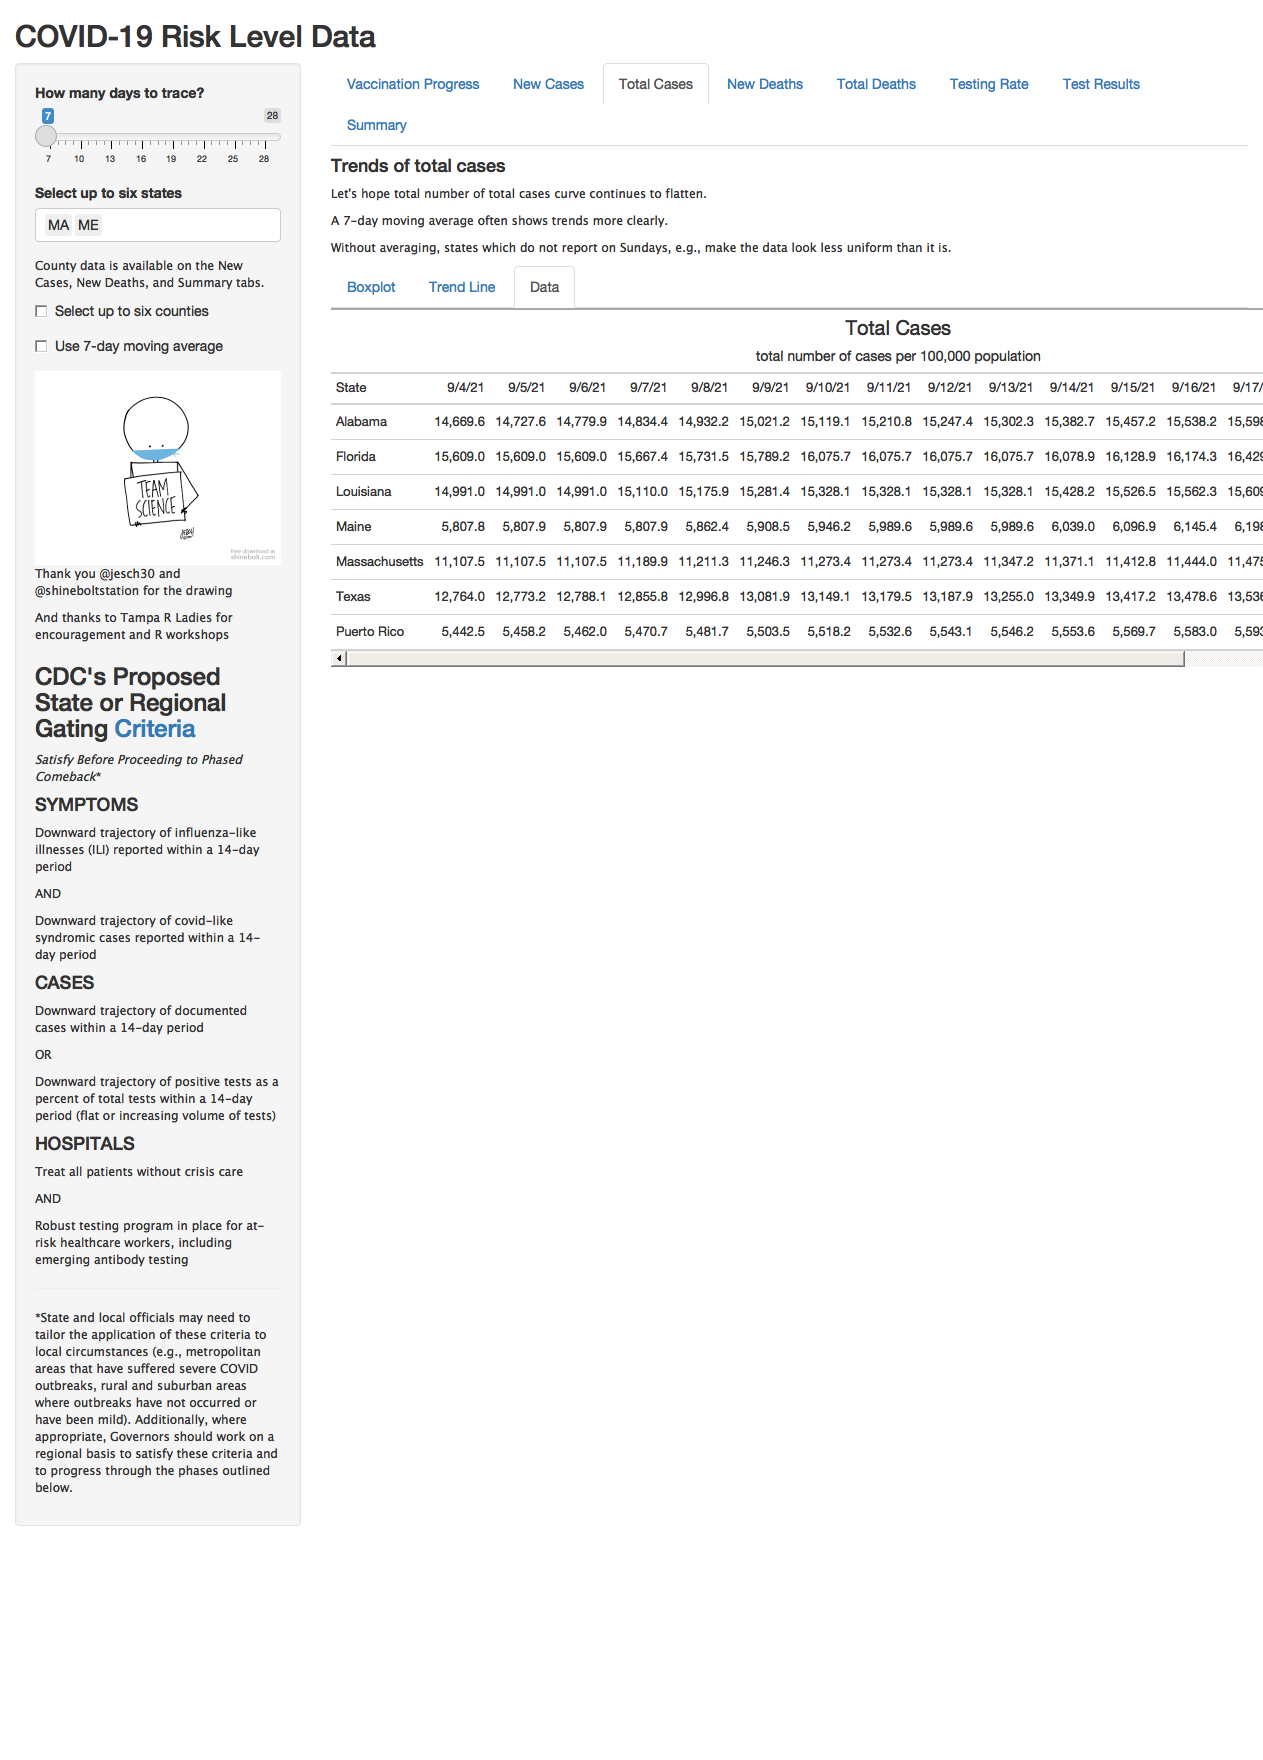 COVID-19 Risk Level Data
How many days to trace?
7 28
7 10 13 16 19 22 25 28
Select up to six states
MA ME
County data is available on the New
Cases, New Deaths, and Summary tabs.
Select up to six counties
Use 7-day moving average
TEAM
SCIENCE
free download at
shinebolt.com
Thank you @jesch30 and
@shineboltstation for the drawing
And thanks to Tampa R Ladies for
encouragement and R workshops
CDC's Proposed
State or Regional
Gating Criteria
Satisfy Before Proceeding to Phased
Comeback*
SYMPTOMS
Downward trajectory of influenza-like
illnesses (ILI) reported within a 14-day
period
AND
Downward trajectory of covid-like
syndromic cases reported within a 14-
day period
CASES
Downward trajectory of documented
cases within a 14-day period
OR
Downward trajectory of positive tests as a
percent of total tests within a 14-day
period (flat or increasing volume of tests)
HOSPITALS
Treat all patients without crisis care
AND
Robust testing program in place for at-
risk healthcare workers, including
emerging antibody testing
*State and local officials may need to
tailor the application of these criteria to
local circumstances (e.g., metropolitan
areas that have suffered severe COVID
outbreaks, rural and suburban areas
where outbreaks have not occurred or
have been mild). Additionally, where
appropriate, Governors should work on a
regional basis to satisfy these criteria and
to progress through the phases outlined
below.
Vaccination Progress New Cases Total Cases New Deaths Total Deaths Testing Rate Test Results
Summary
Trends of total cases
Let's hope total number of total cases curve continues to flatten.
A 7-day moving average often shows trends more clearly.
Without averaging, states which do not report on Sundays, e.g., make the data look less uniform than it is.
Boxplot Trend Line Data
Total Cases
total number of cases per 100,000 population
State 9/4/21 9/5/21 9/6/21 9/7/21 9/8/21 9/9/21 9/10/21 9/11/21 9/12/21 9/13/21 9/14/21 9/15/21 9/16/21 9/17/
Alabama 14,669.6 14,727.6 14,779.9 14,834.4 14,932.2 15,021.2 15,119.1 15,210.8 15,247.4 15,302.3 15,382.7 15,457.2 15,538.2 15,598
Florida 15,609.0 15,609.0 15,609.0 15,667.4 15,731.5 15,789.2 16,075.7 16,075.7 16,075.7 16,075.7 16,078.9 16,128.9 16,174.3 16,429
Louisiana 14,991.0 14,991.0 14,991.0 15,110.0 15,175.9 15,281.4 15,328.1 15,328.1 15,328.1 15,328.1 15,428.2 15,526.5 15,562.3 15,609
Maine 5,807.8 5,807.9 5,807.9 5,807.9 5,862.4 5,908.5 5,946.2 5,989.6 5,989.6 5,989.6 6,039.0 6,096.9 6,145.4 6,198
Massachusetts 11,107.5 11,107.5 11,107.5 11,189.9 11,211.3 11,246.3 11,273.4 11,273.4 11,273.4 11,347.2 11,371.1 11,412.8 11,444.0 11,475
Texas 12,764.0 12,773.2 12,788.1 12,855.8 12,996.8 13,081.9 13,149.1 13,179.5 13,187.9 13,255.0 13,349.9 13,417.2 13,478.6 13,536
Puerto Rico 5,442.5 5,458.2 5,462.0 5,470.7 5,481.7 5,503.5 5,518.2 5,532.6 5,543.1 5,546.2 5,553.6 5,569.7 5,583.0 5,593